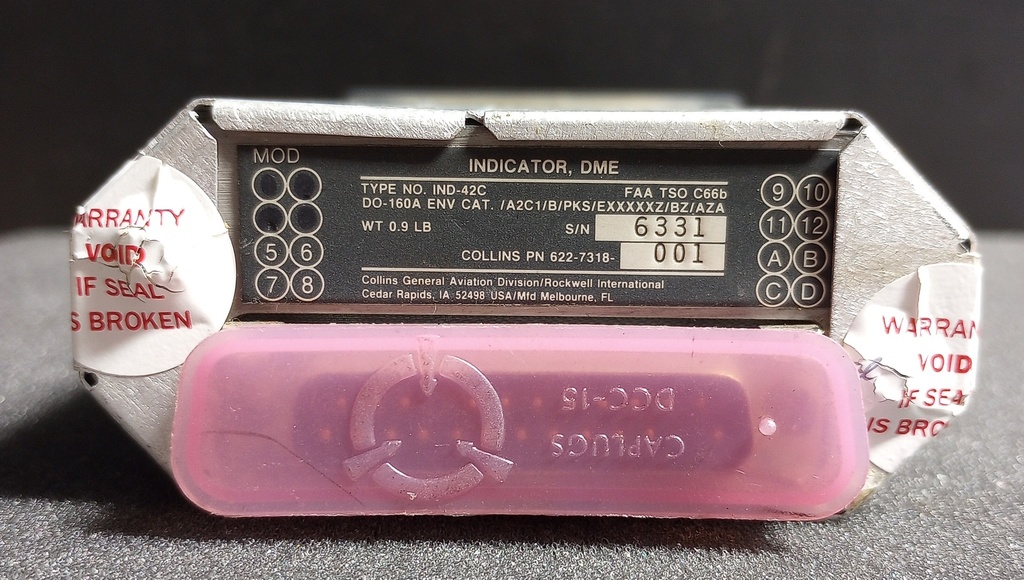 MOD
5 6
7 8
INDICATOR, DME
TYPE NO. IND-42C FAA TSO C66b
DO-160A ENV CAT. /A2C1/B/PKS/EXXXXXZ/BZ/AZA
WT 0.9 LB S/N 6331
COLLINS PN 622-7318- 001
Collins General Aviation Division/Rockwell International
Cedar Rapids, IA 52498 USA/Mfd Melbourne, FL
9 10
11 12
A B
C D
ARRANTY
VOID
IF SEAL
S BROKEN
WARRAN
VOID
IF SEA
IS BRO
CAPLUGS
DCC-15